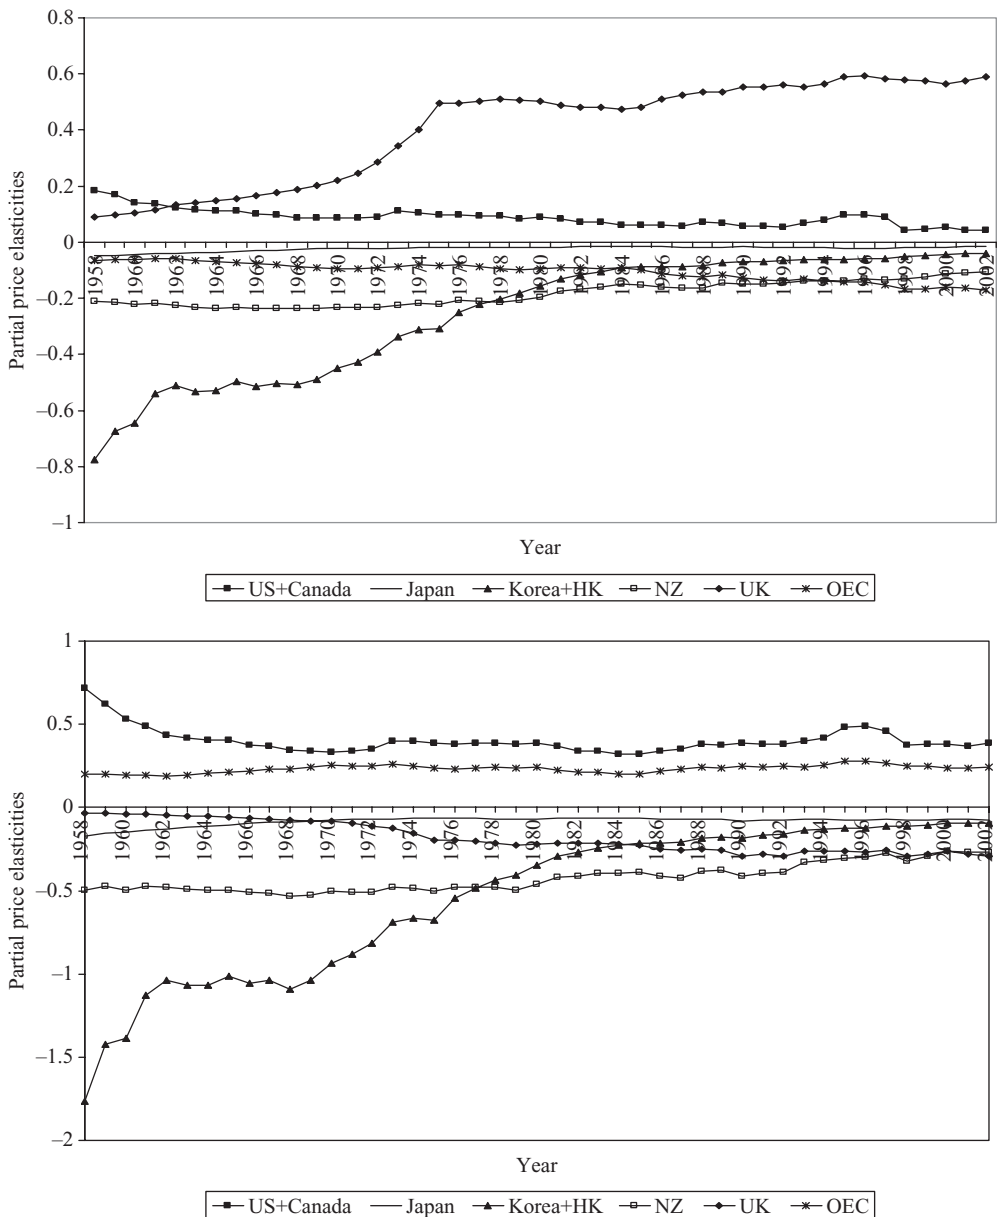 0.8
0.6
0.4
0.2
0
–0.2
–0.4
–0.6
–0.8
–1
Partial price elasticities
1958 1960 1962 1964 1966 1968 1970 1972 1974 1976 1978 1980 1982 1984 1986 1988 1990 1992 1994 1996 1998 2000 2002
Year
US+Canada Japan Korea+HK NZ UK OEC
1
0.5
0
–0.5
–1
–1.5
–2
Partial price elasticities
1958 1960 1962 1964 1966 1968 1970 1972 1974 1976 1978 1980 1982 1984 1986 1988 1990 1992 1994 1996 1998 2000 2002
Year
US+Canada Japan Korea+HK NZ UK OEC